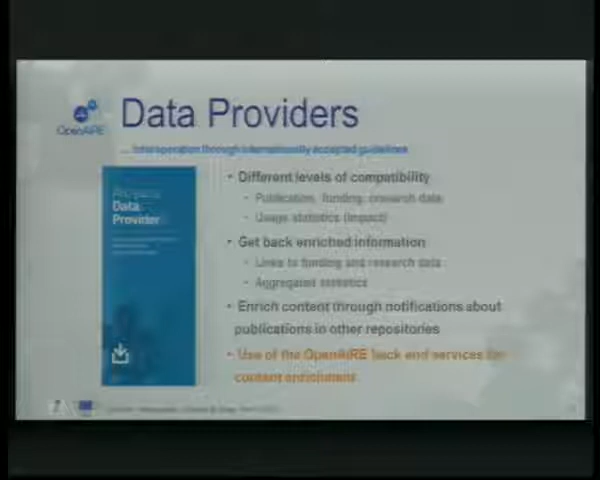 OpenAIRE
Data Providers
... Interoperation through internationally accepted guidelines
Data
Provider
• Different levels of compatibility
- Publication, funding, research data
- Usage statistics (impact)
• Get back enriched information
- Links to funding and research data
- Aggregated statistics
• Enrich content through notifications about
publications in other repositories
• Use of the OpenAIRE back end services for
content enrichment